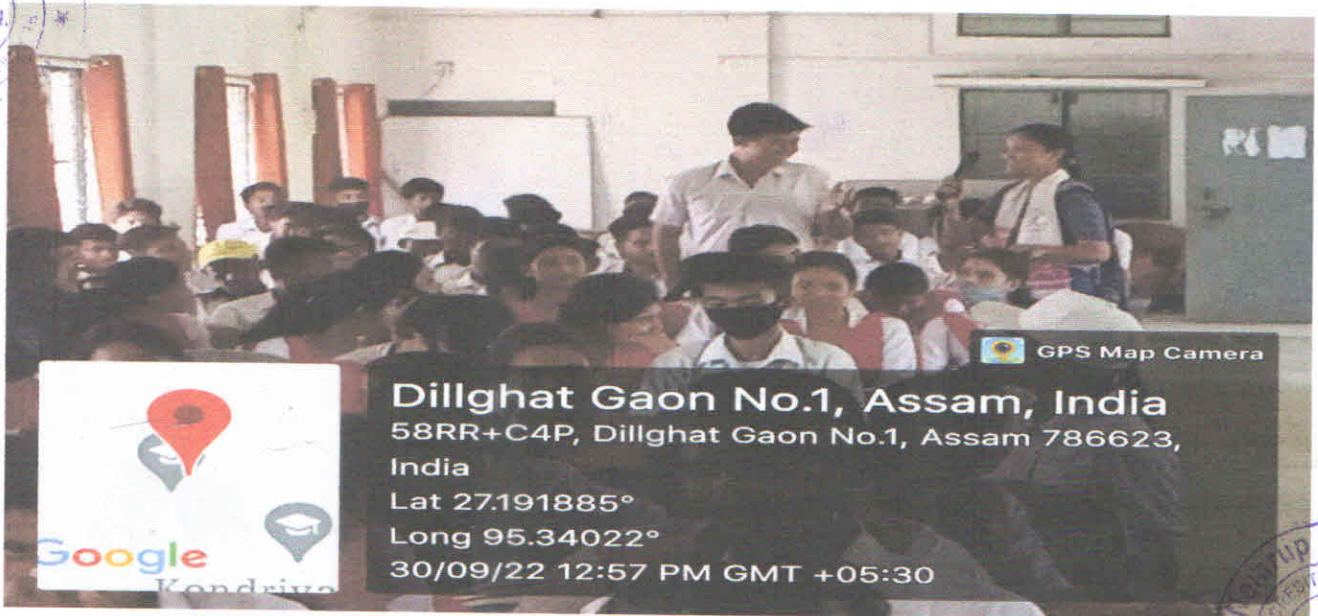 GPS Map Camera
Dillghat Gaon No.1, Assam, India
58RR+C4P, Dillghat Gaon No.1, Assam 786623,
India
Lat 27.191885°
Long 95.34022°
30/09/22 12:57 PM GMT +05:30
Google